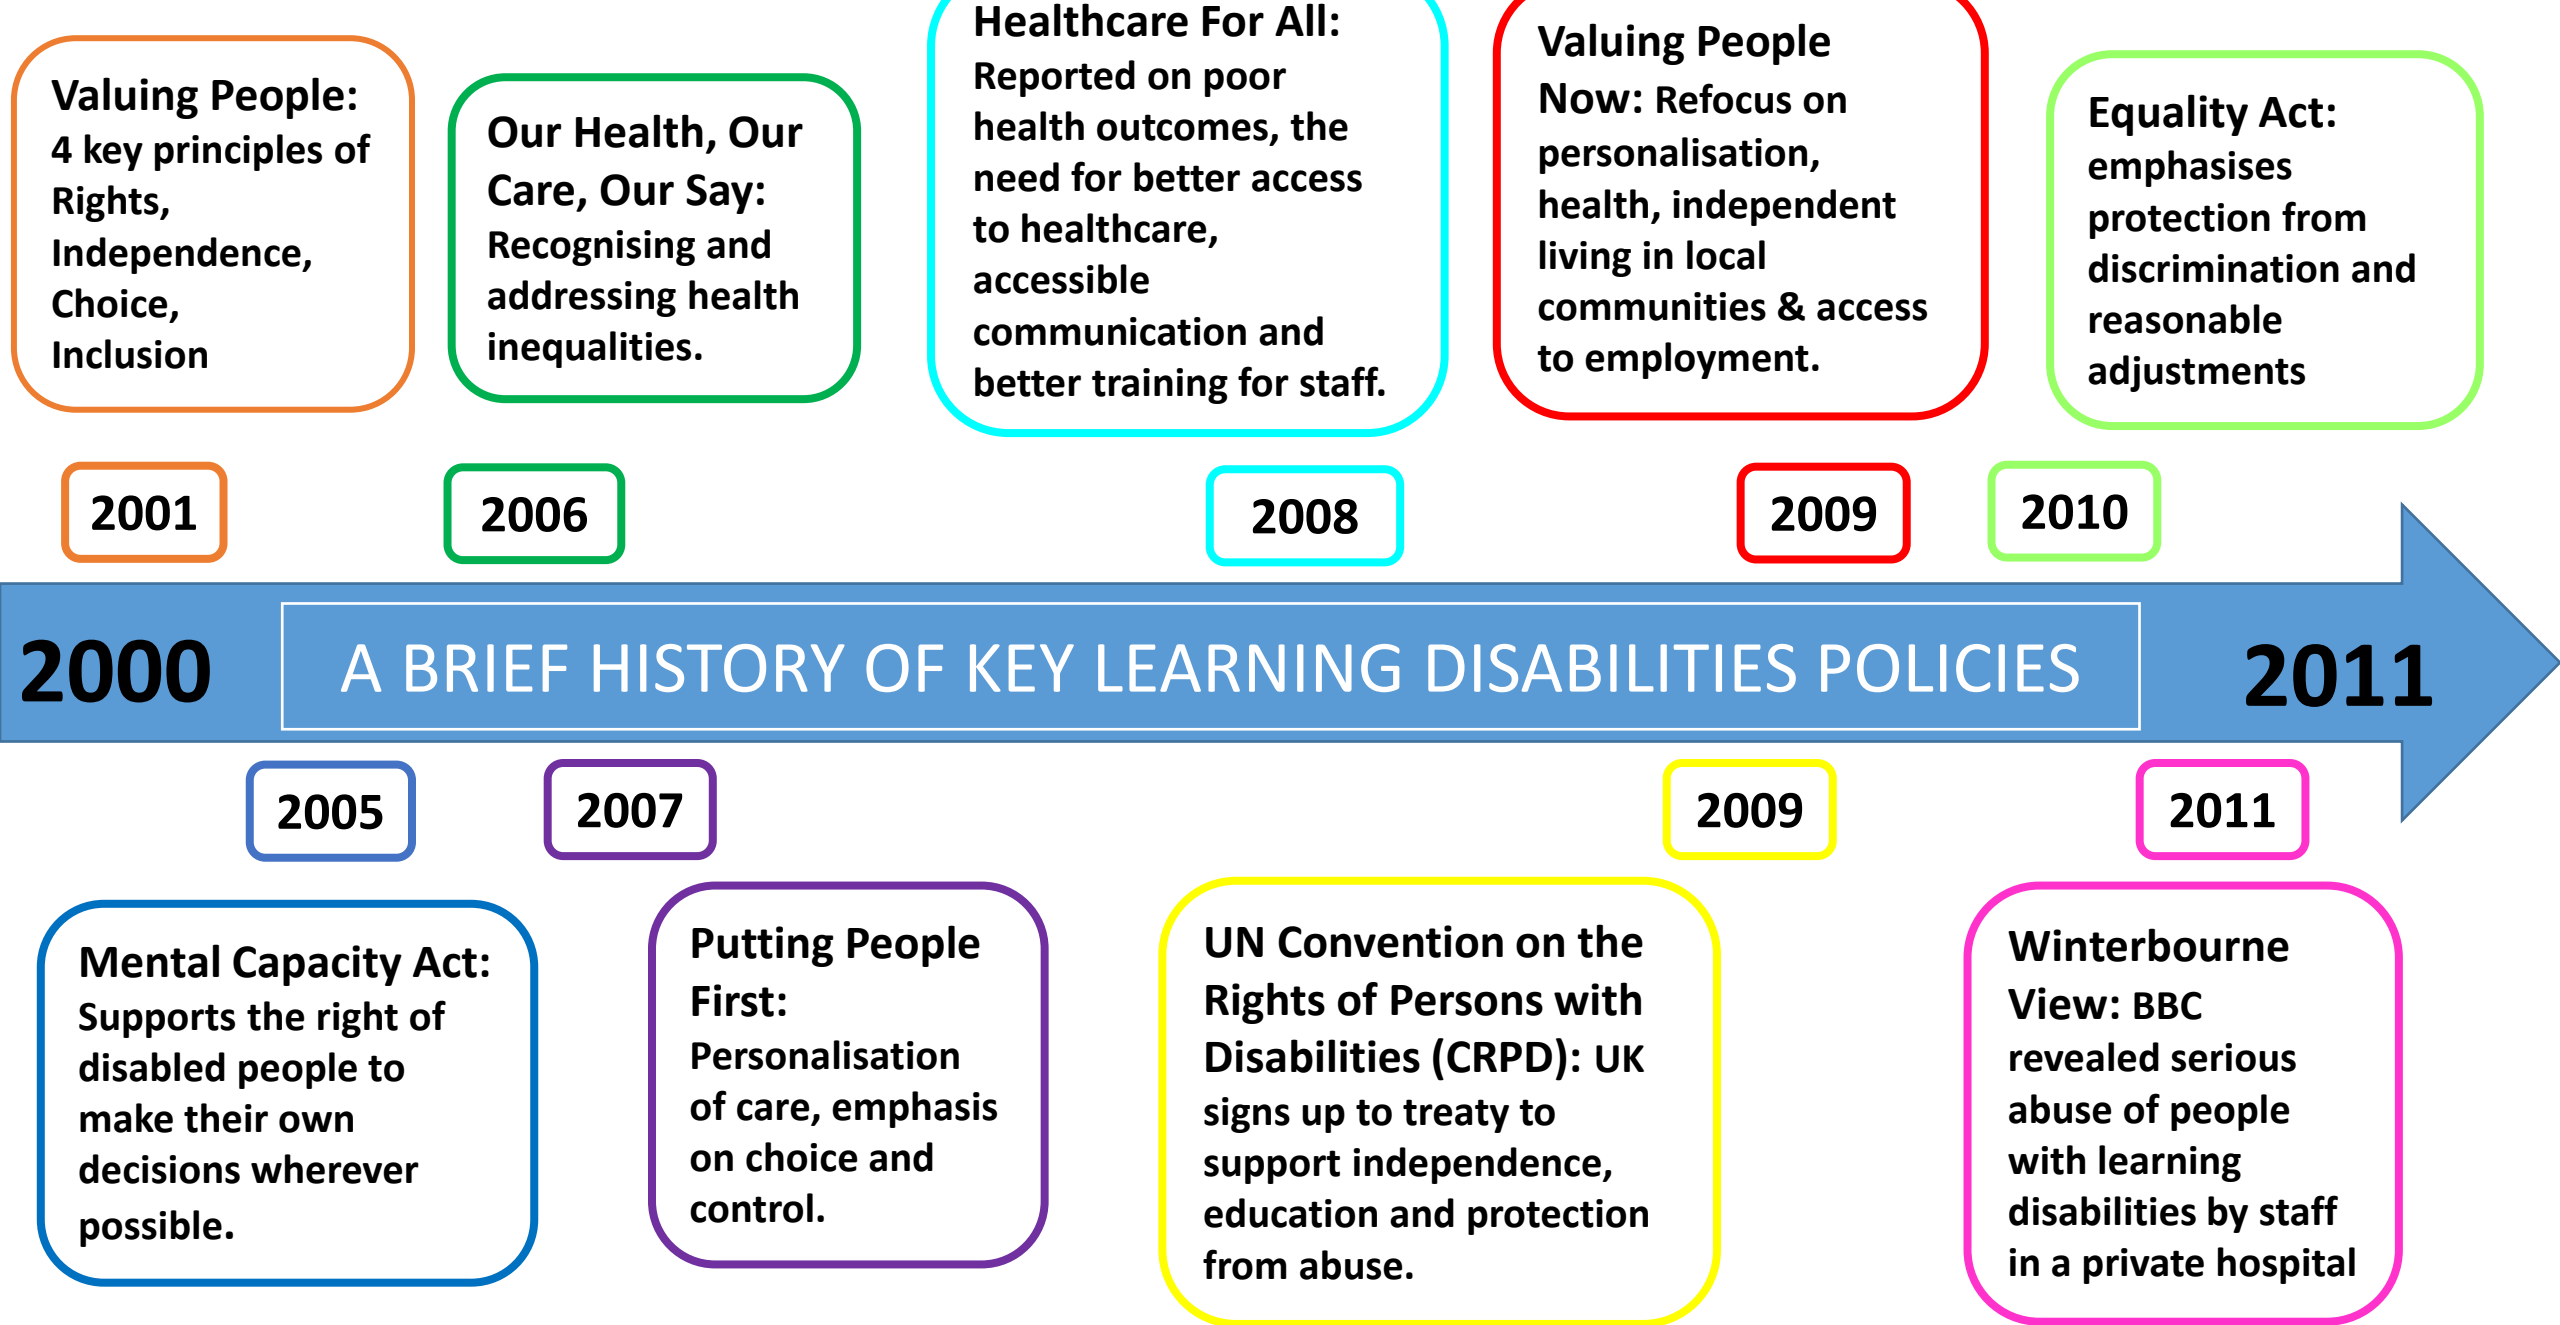 Valuing People:
4 key principles of
Rights,
Independence,
Choice,
Inclusion
Our Health, Our
Care, Our Say:
Recognising and
addressing health
inequalities.
Healthcare For All:
Reported on poor
health outcomes, the
need for better access
to healthcare,
accessible
communication and
better training for staff.
Valuing People
Now: Refocus on
personalisation,
health, independent
living in local
communities & access
to employment.
Equality Act:
emphasises
protection from
discrimination and
reasonable
adjustments
2001
2006
2008
2009
2010
2000
A BRIEF HISTORY OF KEY LEARNING DISABILITIES POLICIES
2011
2005
2007
2009
2011
Mental Capacity Act:
Supports the right of
disabled people to
make their own
decisions wherever
possible.
Putting People
First:
Personalisation
of care, emphasis
on choice and
control.
UN Convention on the
Rights of Persons with
Disabilities (CRPD): UK
signs up to treaty to
support independence,
education and protection
from abuse.
Winterbourne
View: BBC
revealed serious
abuse of people
with learning
disabilities by staff
in a private hospital